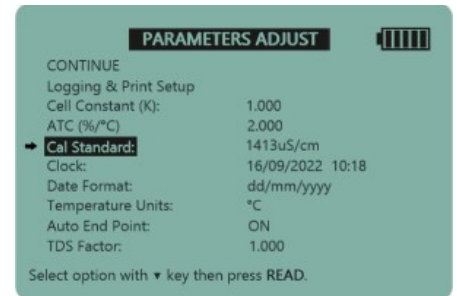 PARAMETERS ADJUST
CONTINUE
Logging & Print Setup
Cell Constant (K): 1.000
ATC (%/°C) 2.000
Cal Standard: 1413uS/cm
Clock: 16/09/2022 10:18
Date Format: dd/mm/yyyy
Temperature Units: °C
Auto End Point: ON
TDS Factor: 1.000
Select option with ▼ key then press READ.